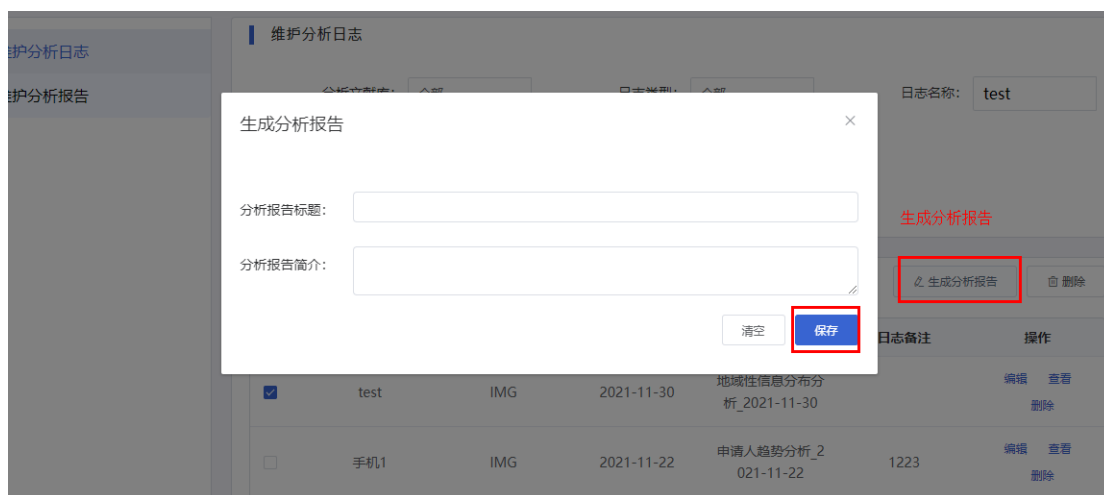 维护分析日志
维护分析日志
维护分析报告
日志名称: test
生成分析报告
分析报告标题:
生成分析报告
分析报告简介:
生成分析报告 删除
清空 保存
日志备注 操作
test IMG 2021-11-30 地域性信息分布分 编辑 查看
析_2021-11-30 删除
手机1 IMG 2021-11-22 申请人趋势分析_2 1223 编辑 查看
021-11-22 删除